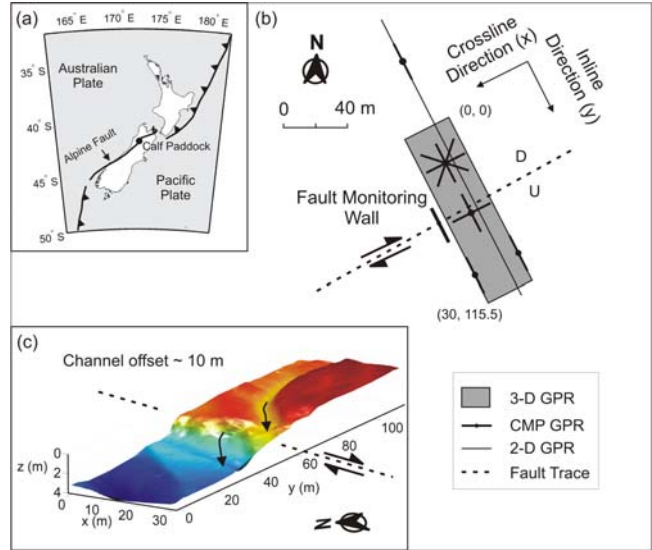 (a)
165° E
170° E
175° E
180° E
35° S
40° S
45° S
50° S
Australian
Plate
Alpine Fault
Calf Paddock
Pacific
Plate
(b)
N
0 40 m
Crossline
Direction (x)
Inline
Direction (y)
(0, 0)
D
U
Fault Monitoring
Wall
(30, 115.5)
(c)
Channel offset ~ 10 m
z (m)
0
2
4
0
10
20
30
x (m)
0
20
40
60
80
100
y (m)
N
3-D GPR
CMP GPR
2-D GPR
Fault Trace